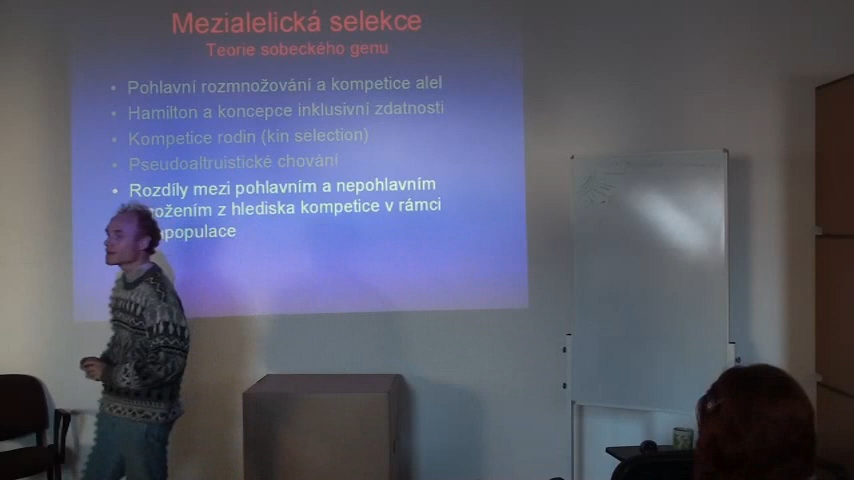 Mezialelická selekce
Teorie sobeckého genu
• Pohlavní rozmnožování a kompetice alel
• Hamilton a koncepce inklusivní zdatnosti
• Kompetice rodin (kin selection)
• Pseudoaltruistické chování
• Rozdíly mezi pohlavním a nepohlavním
ožením z hlediska kompetice v rámci
populace